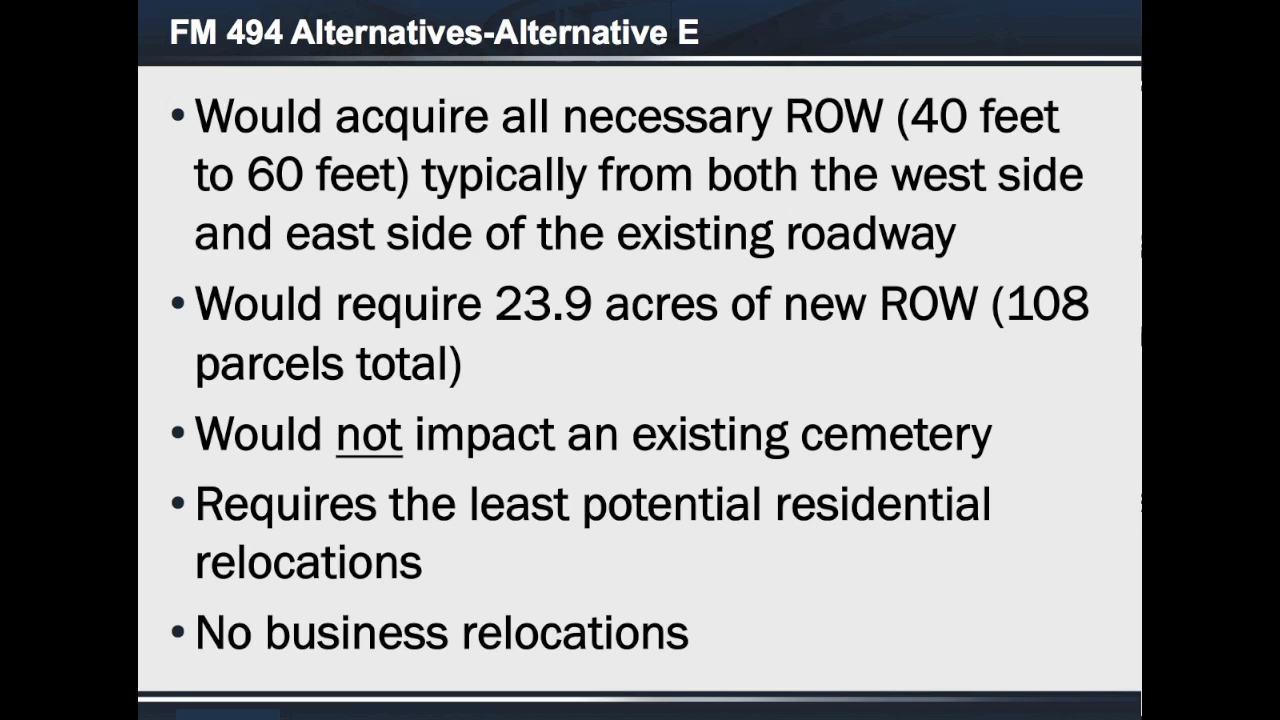 FM 494 Alternatives-Alternative E
• Would acquire all necessary ROW (40 feet
to 60 feet) typically from both the west side
and east side of the existing roadway
• Would require 23.9 acres of new ROW (108
parcels total)
• Would not impact an existing cemetery
• Requires the least potential residential
relocations
• No business relocations